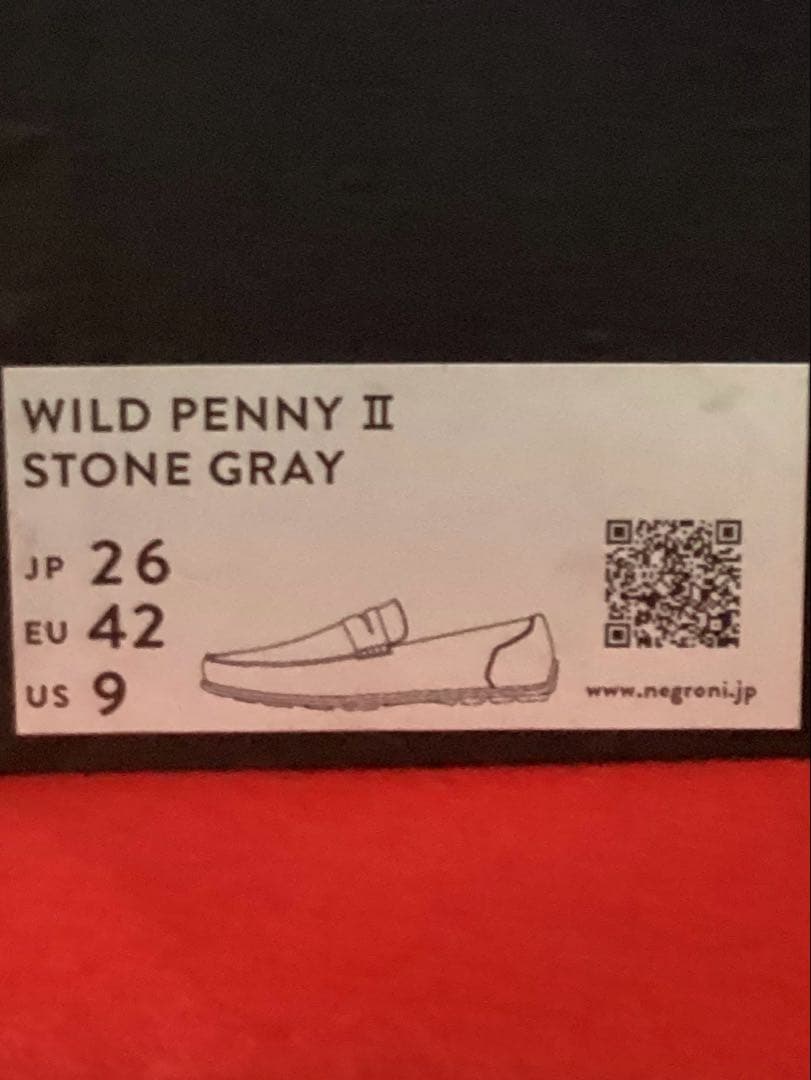 WILD PENNY Ⅱ
STONE GRAY
JP 26
EU 42
US 9
www.negroni.jp